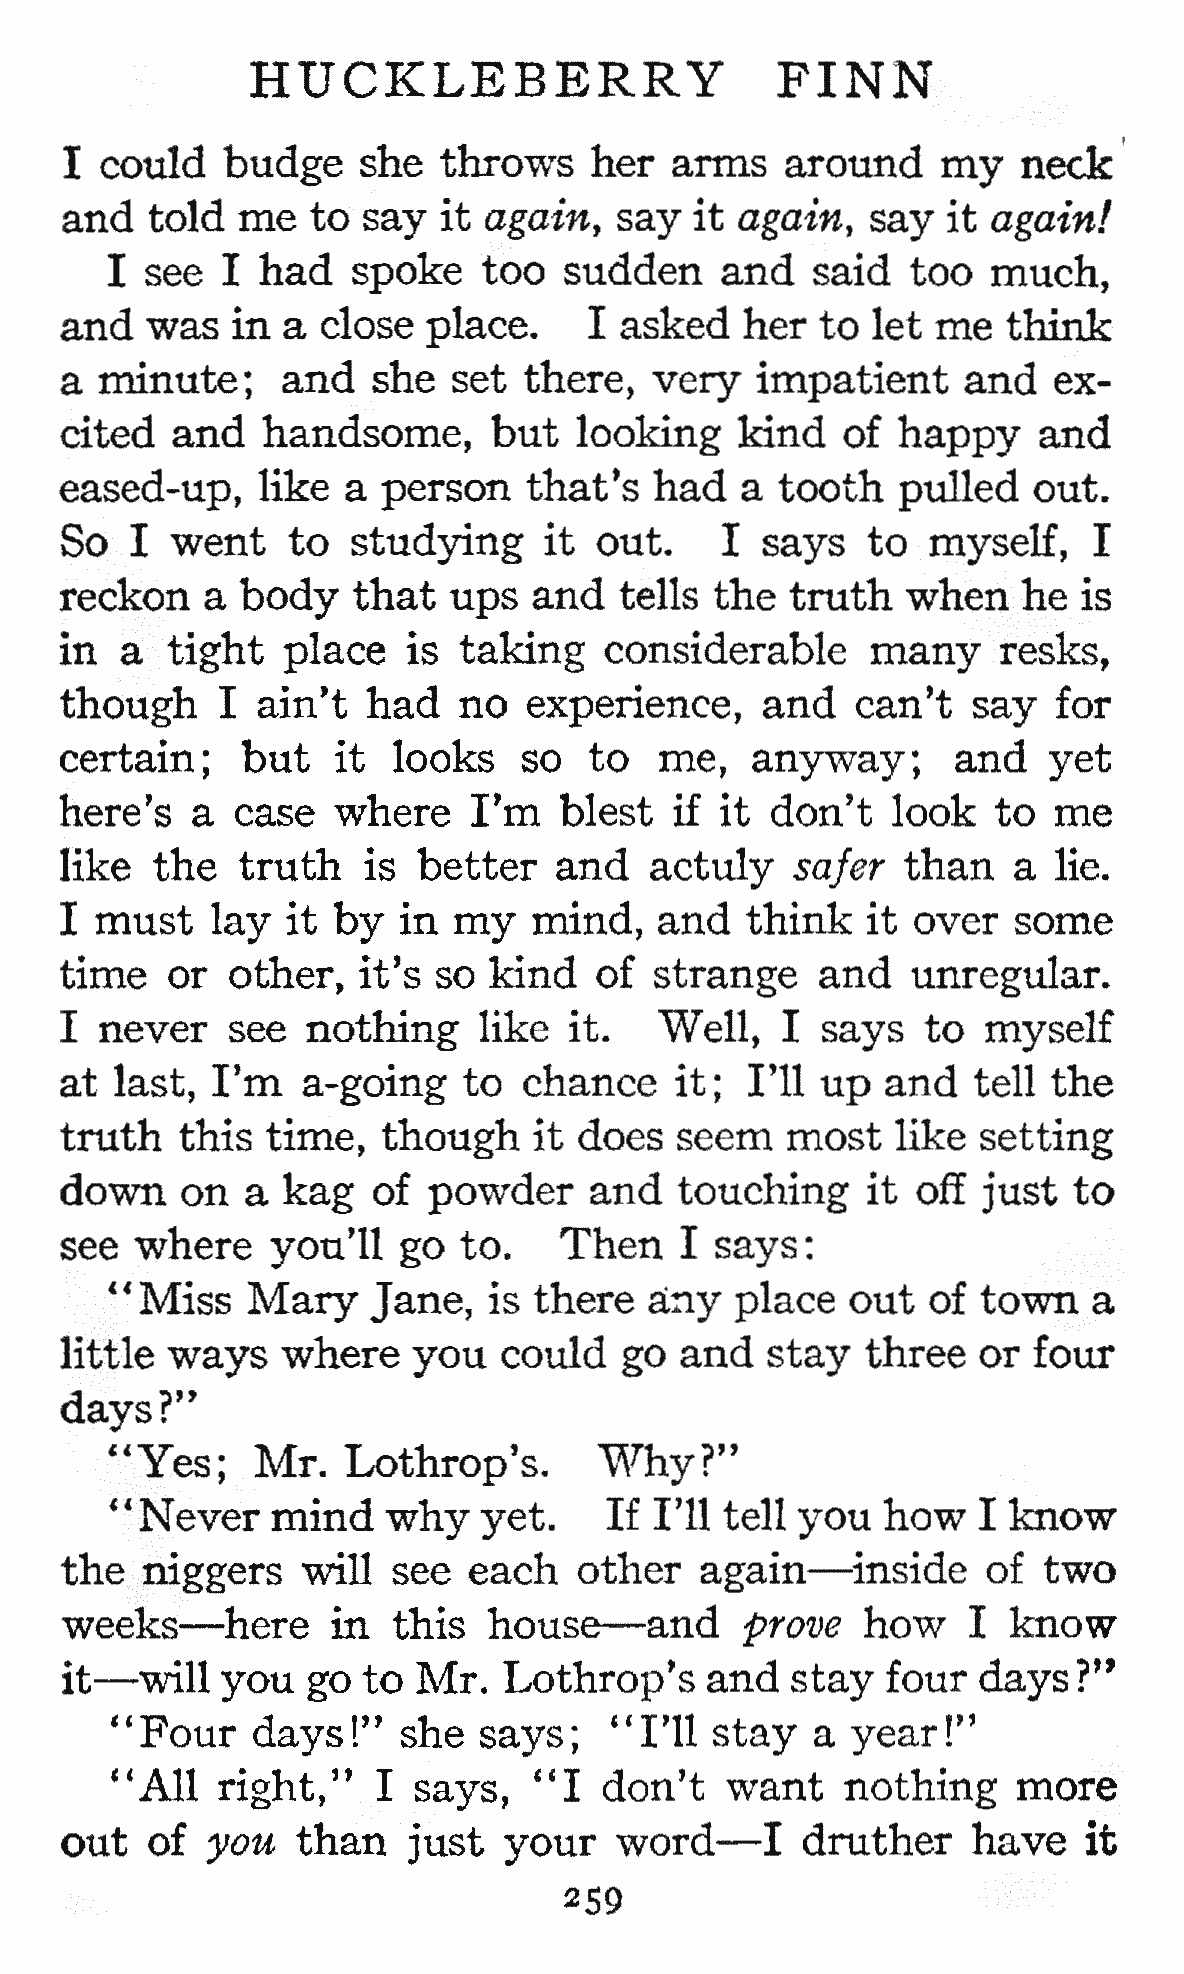 HUCKLEBERRY FINN
I could budge she throws her arms around my neck
and told me to say it again, say it again, say it again!
I see I had spoke too sudden and said too much,
and was in a close place. I asked her to let me think
a minute; and she set there, very impatient and ex-
cited and handsome, but looking kind of happy and
eased-up, like a person that's had a tooth pulled out.
So I went to studying it out. I says to myself, I
reckon a body that ups and tells the truth when he is
in a tight place is taking considerable many resks,
though I ain't had no experience, and can't say for
certain; but it looks so to me, anyway; and yet
here's a case where I'm blest if it don't look to me
like the truth is better and actuly safer than a lie.
I must lay it by in my mind, and think it over some
time or other, it's so kind of strange and unregular.
I never see nothing like it. Well, I says to myself
at last, I'm a-going to chance it; I'll up and tell the
truth this time, though it does seem most like setting
down on a kag of powder and touching it off just to
see where you'll go to. Then I says:
"Miss Mary Jane, is there any place out of town a
little ways where you could go and stay three or four
days?"
"Yes; Mr. Lothrop's. Why?"
"Never mind why yet. If I'll tell you how I know
the niggers will see each other again—inside of two
weeks—here in this house—and prove how I know
it—will you go to Mr. Lothrop's and stay four days?"
"Four days!" she says; "I'll stay a year!"
"All right," I says, "I don't want nothing more
out of you than just your word—I druther have it
259